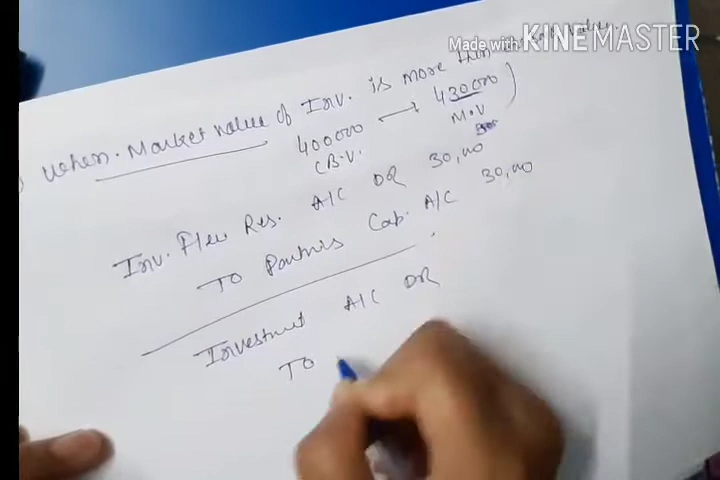 Made with KINEMASTER
) When. Market value of Inv. is more than value.
400000 → 430000 )
(B.V. M.V
Inv. Flu Res. A/C DR 30,000
To Partners Cap. A/C 30,000
Investment A/C DR
To